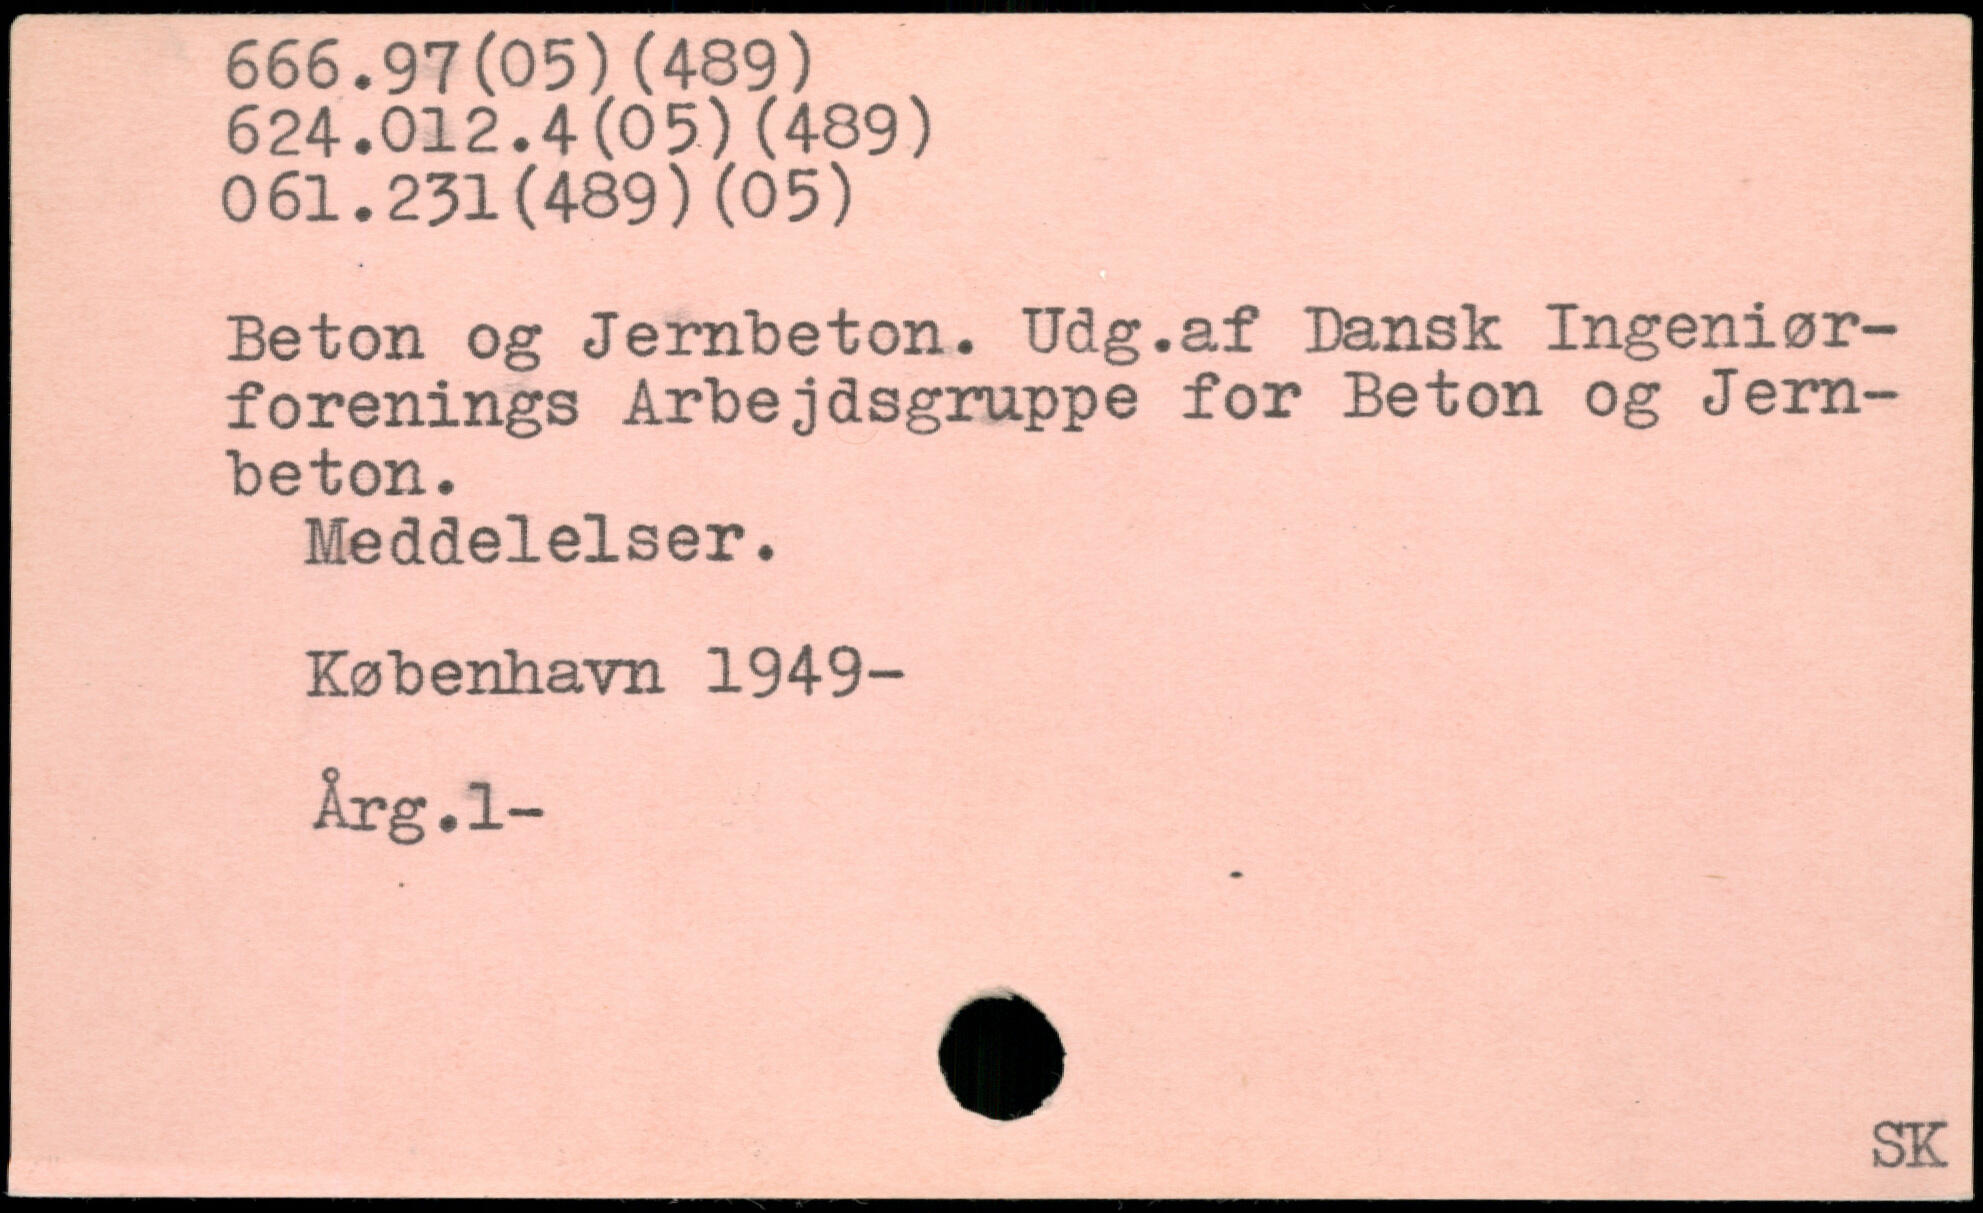 666.97(05)(489)
624.012.4(05)(489)
061.231(489)(05)
Beton og Jernbeton. Udg.af Dansk Ingeniør-
forenings Arbejdsgruppe for Beton og Jern-
beton.
Meddelelser.
København 1949-
Årg.1-
SK